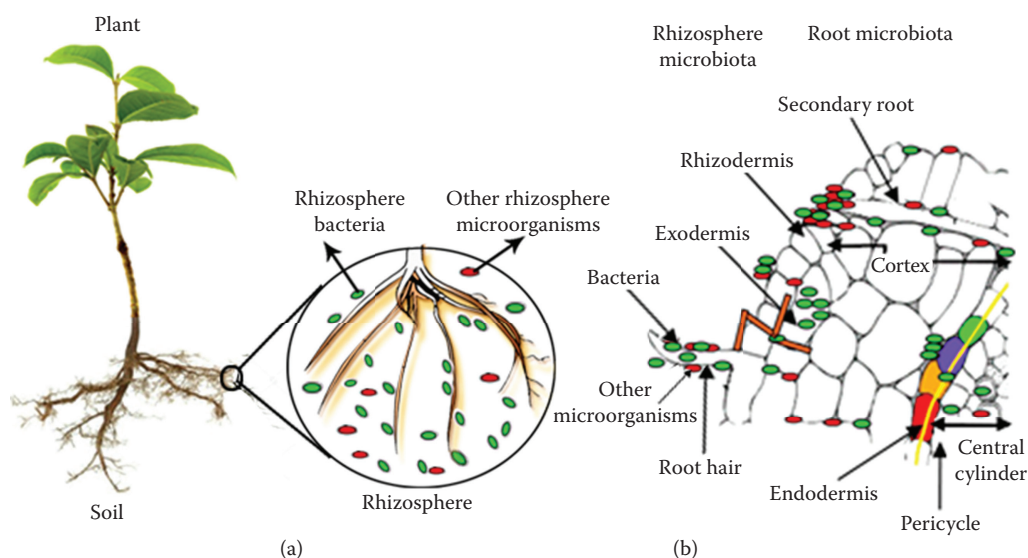 Plant
Rhizosphere
bacteria
Other rhizosphere
microorganisms
Rhizosphere
Soil
(a)
Rhizosphere
microbiota
Root microbiota
Secondary root
Rhizodermis
Exodermis
Cortex
Bacteria
Other
microorganisms
Root hair
Endodermis
Central
cylinder
Pericycle
(b)